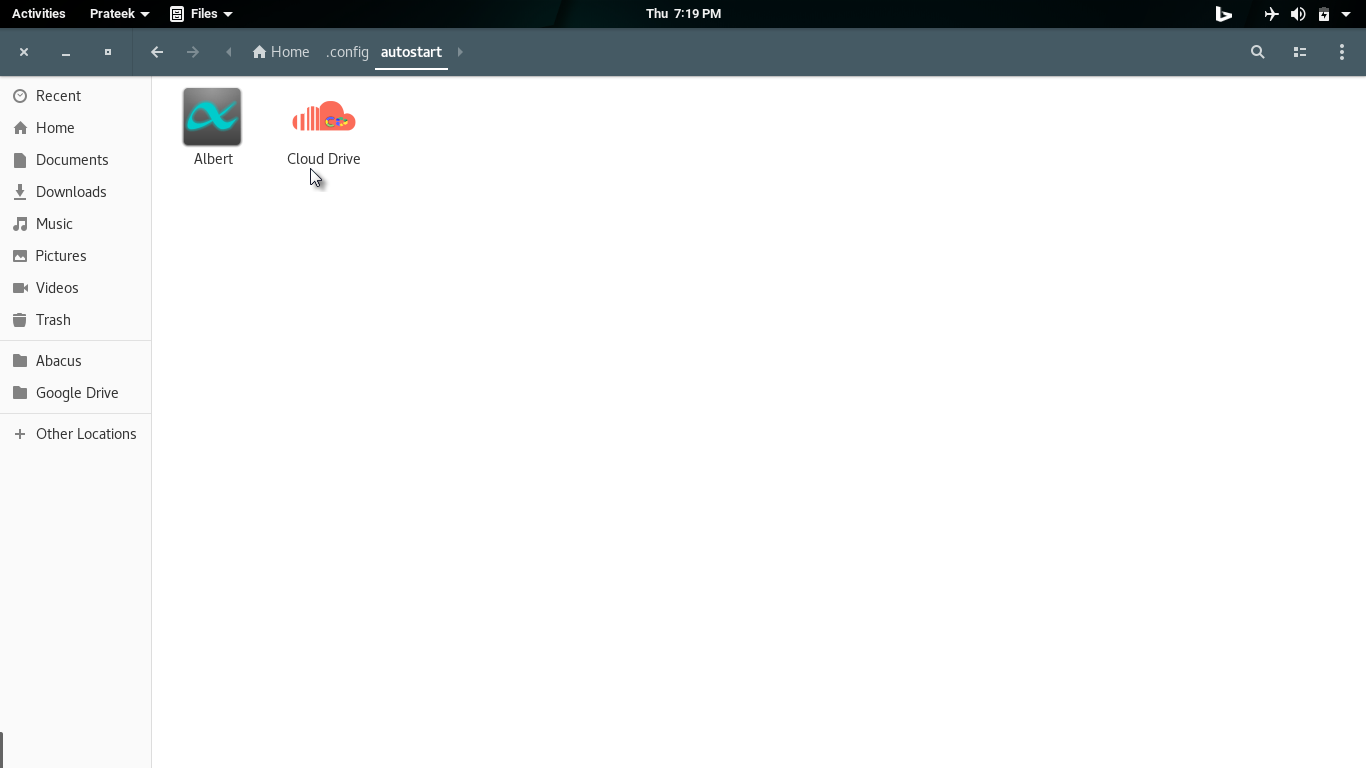 Activities Prateek Files Thu 7:19 PM
Home .config autostart
Recent
Home
Documents
Downloads
Music
Pictures
Videos
Trash
Abacus
Google Drive
Other Locations
Albert
Cloud Drive